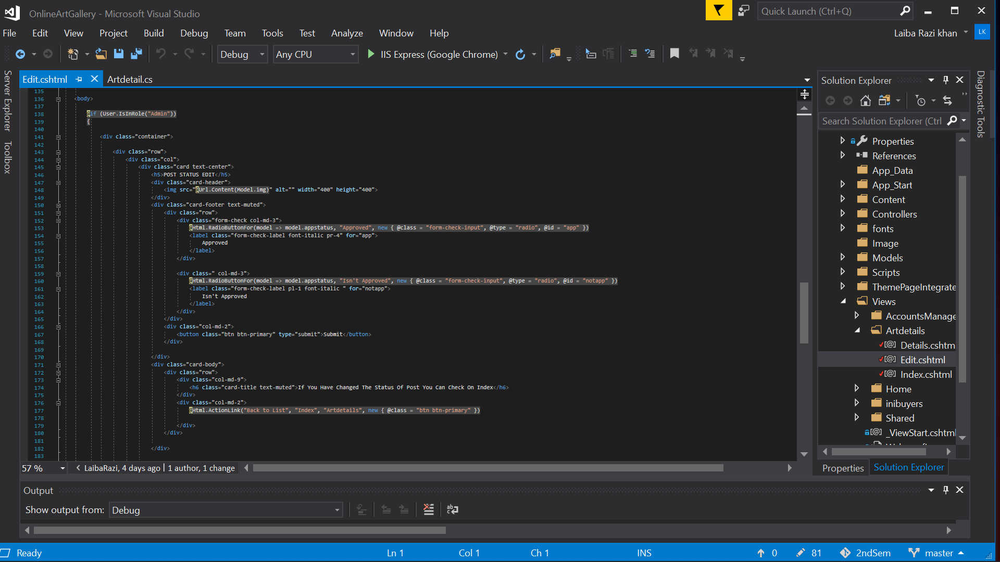 OnlineArtGallery - Microsoft Visual Studio
Quick Launch (Ctrl+Q)
File Edit View Project Build Debug Team Tools Test Analyze Window Help
Laiba Razi khan LK
Debug Any CPU IIS Express (Google Chrome)
Server Explorer
Toolbox
Edit.cshtml Artdetail.cs
135
136 <body>
137
138 @if (User.IsInRole("Admin"))
139 {
140
141 <div class="container">
142
143 <div class="row">
144 <div class="col">
145 <div class="card text-center">
146 <h5>POST STATUS EDIT</h5>
147 <div class="card-header">
148 <img src="@Url.Content(Model.img)" alt="" width="400" height="400">
149 </div>
150 <div class="card-footer text-muted">
151 <div class="row">
152 <div class="form-check col-md-3">
153 @Html.RadioButtonFor(model => model.appstatus, "Approved", new { @class = "form-check-input", @type = "radio", @id = "app" })
154 <label class="form-check-label font-italic pr-4" for="app">
155 Approved
156 </label>
157 </div>
158
159 <div class=" col-md-3">
160 @Html.RadioButtonFor(model => model.appstatus, "Isn't Approved", new { @class = "form-check-input", @type = "radio", @id = "notapp" })
161 <label class="form-check-label pl-1 font-italic " for="notapp">
162 Isn't Approved
163 </label>
164 </div>
165 </div>
166 <div class="col-md-2">
167 <button class="btn btn-primary" type="submit">Submit</button>
168 </div>
169
170 </div>
171 <div class="card-body">
172 <div class="row">
173 <div class="col-md-9">
174 <h6 class="card-title text-muted">If You Have Changed The Status Of Post You Can Check On Index</h6>
175 </div>
176 <div class="col-md-2">
177 @Html.ActionLink("Back to List", "Index", "Artdetails", new { @class = "btn btn-primary" })
178
179 </div>
180 </div>
181
182 </div>
183
57 % LaibaRazi, 4 days ago | 1 author, 1 change
Solution Explorer
Search Solution Explorer (Ctrl
Properties
References
App_Data
App_Start
Content
Controllers
fonts
Image
Models
Scripts
ThemePageIntegrate
Views
AccountsManage
Artdetails
[@] Details.cshtm
[@] Edit.cshtml
[@] Index.cshtml
Home
inibuyers
Shared
[@] _ViewStart.cshtml
Properties Solution Explorer
Diagnostic Tools
Output
Show output from: Debug
Ready Ln 1 Col 1 Ch 1 INS 0 81 2ndSem master